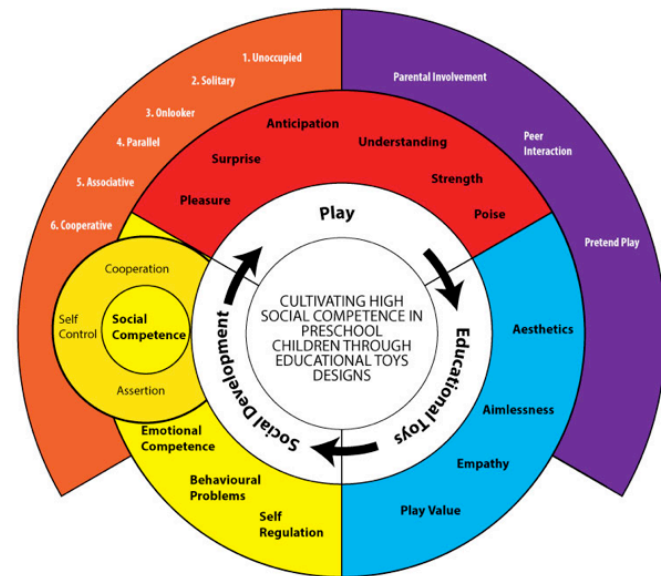 1. Unoccupied
2. Solitary
3. Onlooker
4. Parallel
5. Associative
6. Cooperative
Parental Involvement
Peer
Interaction
Pretend Play
Anticipation
Understanding
Surprise
Strength
Pleasure
Poise
Play
Educational Toys
Social Development
CULTIVATING HIGH
SOCIAL COMPETENCE IN
PRESCHOOL
CHILDREN THROUGH
EDUCATIONAL TOYS
DESIGNS
Cooperation
Self
Control
Social
Competence
Assertion
Emotional
Competence
Behavioural
Problems
Self
Regulation
Aesthetics
Aimlessness
Empathy
Play Value